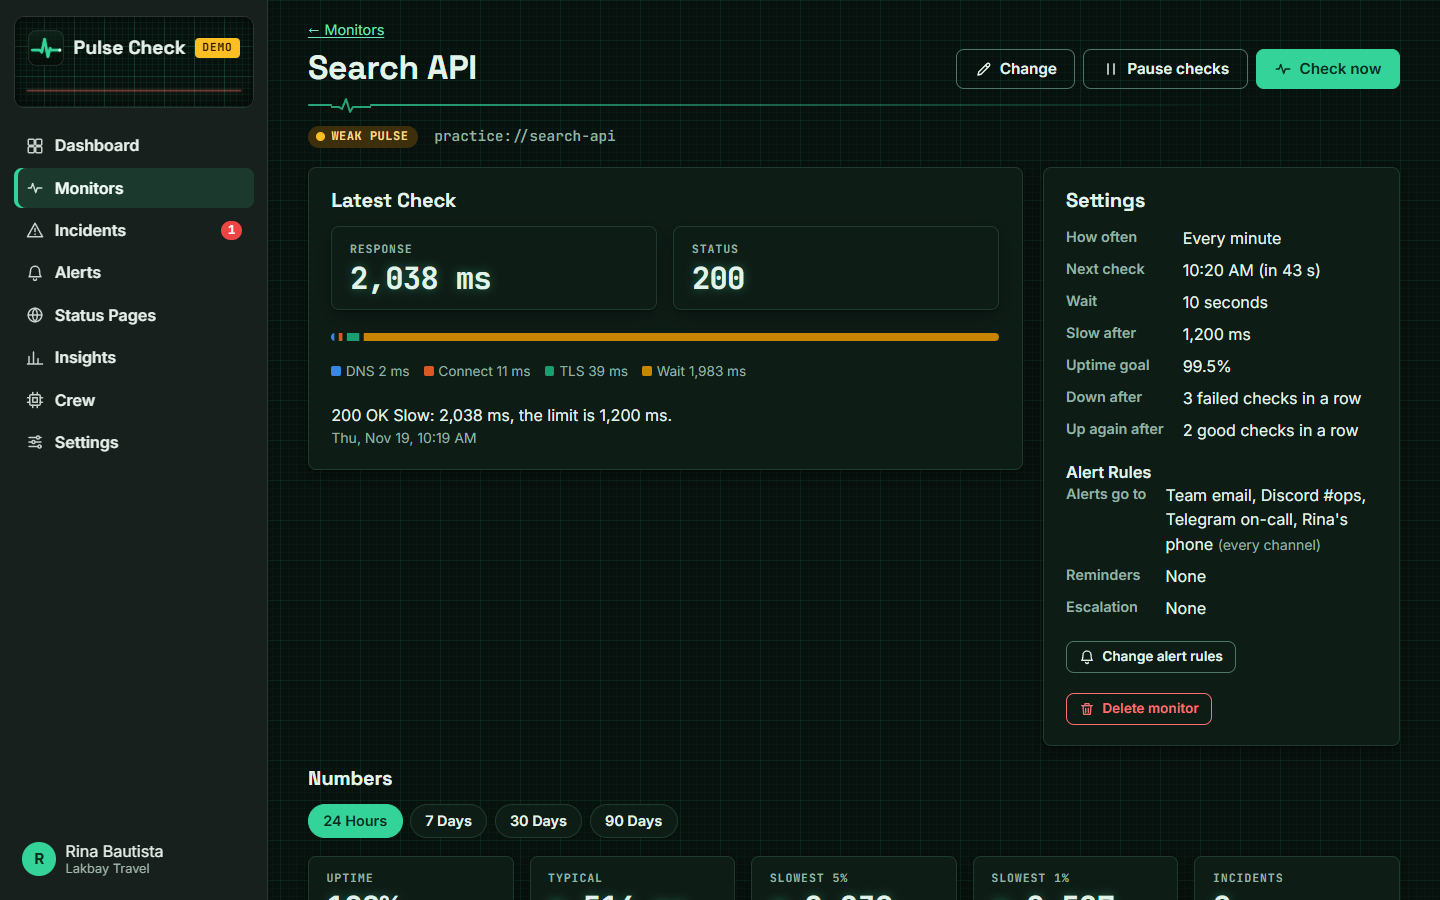 Pulse Check DEMO
Dashboard
Monitors
Incidents 1
Alerts
Status Pages
Insights
Crew
Settings
Rina Bautista
Lakbay Travel
← Monitors
Search API
Change
Pause checks
Check now
WEAK PULSE practice://search-api
Latest Check
RESPONSE
2,038 ms
STATUS
200
DNS 2 ms Connect 11 ms TLS 39 ms Wait 1,983 ms
200 OK Slow: 2,038 ms, the limit is 1,200 ms.
Thu, Nov 19, 10:19 AM
Settings
How often Every minute
Next check 10:20 AM (in 43 s)
Wait 10 seconds
Slow after 1,200 ms
Uptime goal 99.5%
Down after 3 failed checks in a row
Up again after 2 good checks in a row
Alert Rules
Alerts go to Team email, Discord #ops,
Telegram on-call, Rina's
phone (every channel)
Reminders None
Escalation None
Change alert rules
Delete monitor
Numbers
24 Hours 7 Days 30 Days 90 Days
UPTIME
TYPICAL
SLOWEST 5%
SLOWEST 1%
INCIDENTS